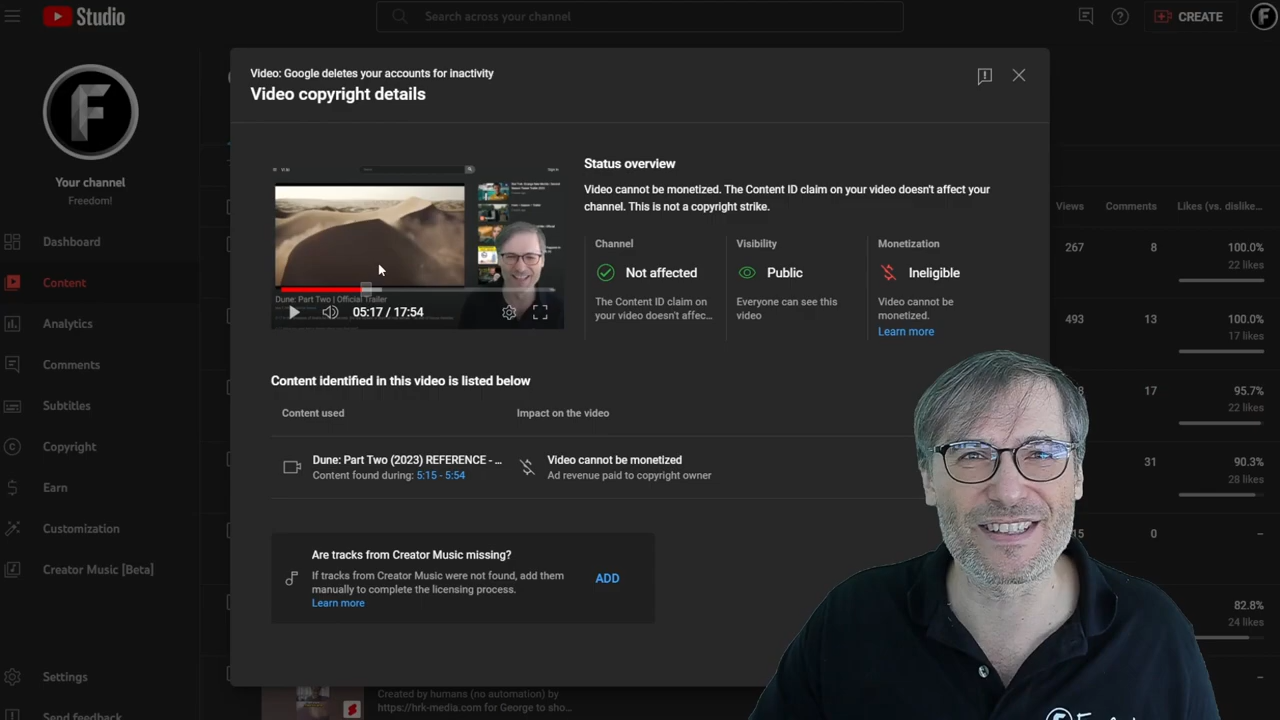 Studio
Search across your channel
CREATE
F
F
Your channel
Freedom!
Dashboard
Content
Analytics
Comments
Subtitles
Copyright
Earn
Customization
Creator Music [Beta]
Settings
Send feedback
Video: Google deletes your accounts for inactivity
Video copyright details
Dune: Part Two | Official Trailer
05:17 / 17:54
Status overview
Video cannot be monetized. The Content ID claim on your video doesn't affect your
channel. This is not a copyright strike.
Channel
Not affected
The Content ID claim on
your video doesn't affec...
Visibility
Public
Everyone can see this
video
Monetization
Ineligible
Video cannot be
monetized.
Learn more
Content identified in this video is listed below
Content used
Impact on the video
Dune: Part Two (2023) REFERENCE - ...
Content found during: 5:15 - 5:54
Video cannot be monetized
Ad revenue paid to copyright owner
Are tracks from Creator Music missing?
If tracks from Creator Music were not found, add them
manually to complete the licensing process.
Learn more
ADD
Views
Comments
Likes (vs. dislike...
267
8
100.0%
22 likes
493
13
100.0%
17 likes
17
95.7%
22 likes
31
90.3%
28 likes
0
–
82.8%
24 likes
–
Created by humans (no automation) by
https://hrk-media.com for George to sho...